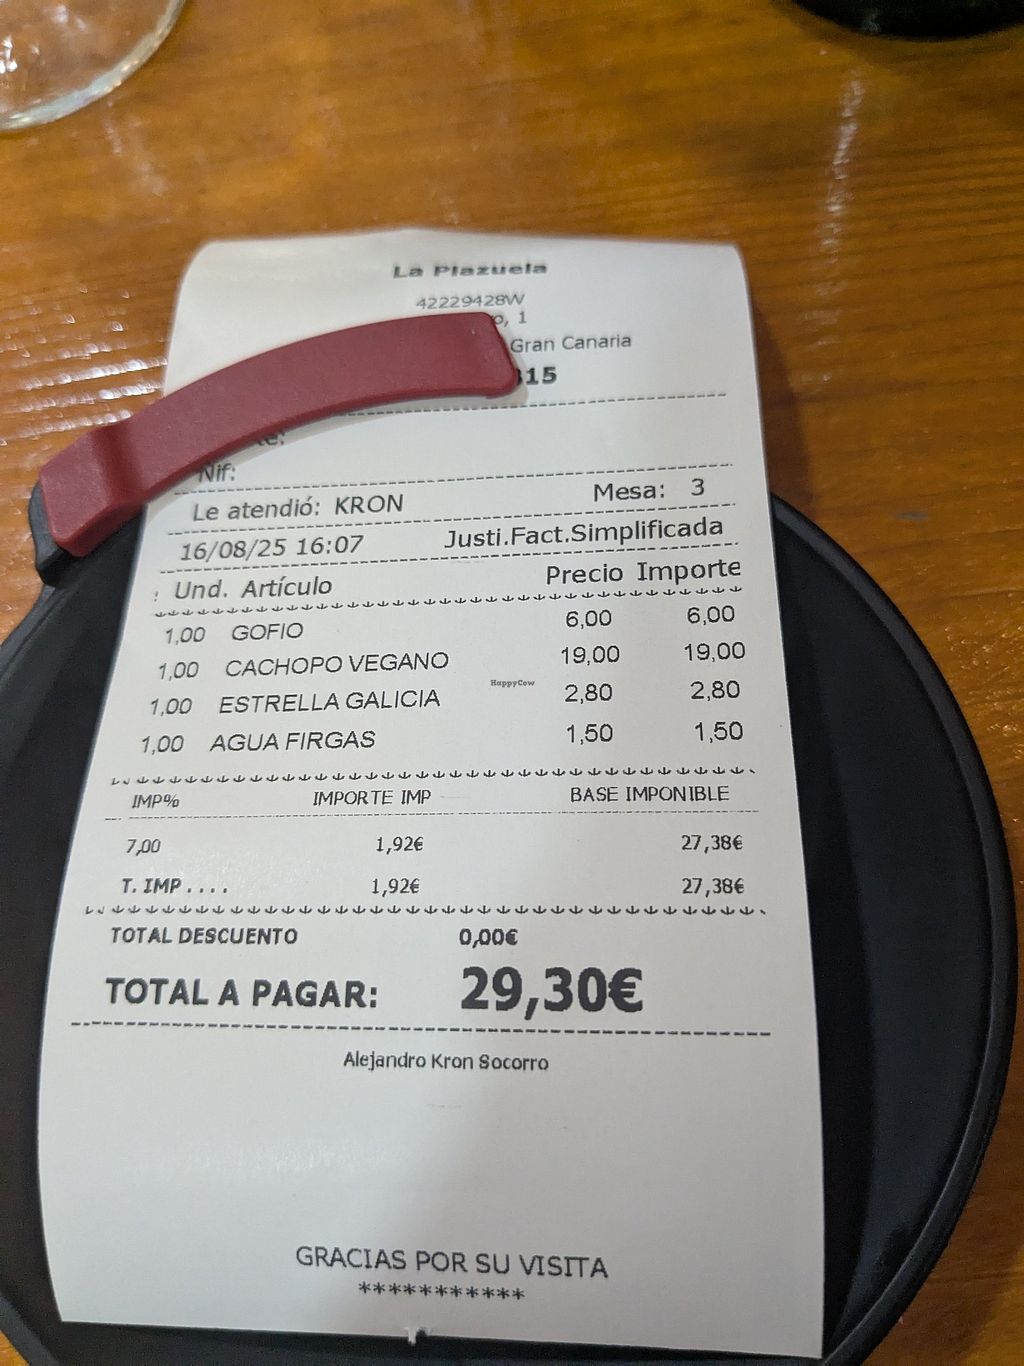 La Plazuela
42229428W
, 1
Gran Canaria
15
Nif:
Le atendió: KRON Mesa: 3
16/08/25 16:07 Justi.Fact.Simplificada
Und. Artículo Precio Importe
1,00 GOFIO 6,00 6,00
1,00 CACHOPO VEGANO 19,00 19,00
HappyCow
1,00 ESTRELLA GALICIA 2,80 2,80
1,00 AGUA FIRGAS 1,50 1,50
IMP% IMPORTE IMP BASE IMPONIBLE
7,00 1,92€ 27,38€
T. IMP . . . . 1,92€ 27,38€
TOTAL DESCUENTO 0,00€
TOTAL A PAGAR: 29,30€
Alejandro Kron Socorro
GRACIAS POR SU VISITA
***********